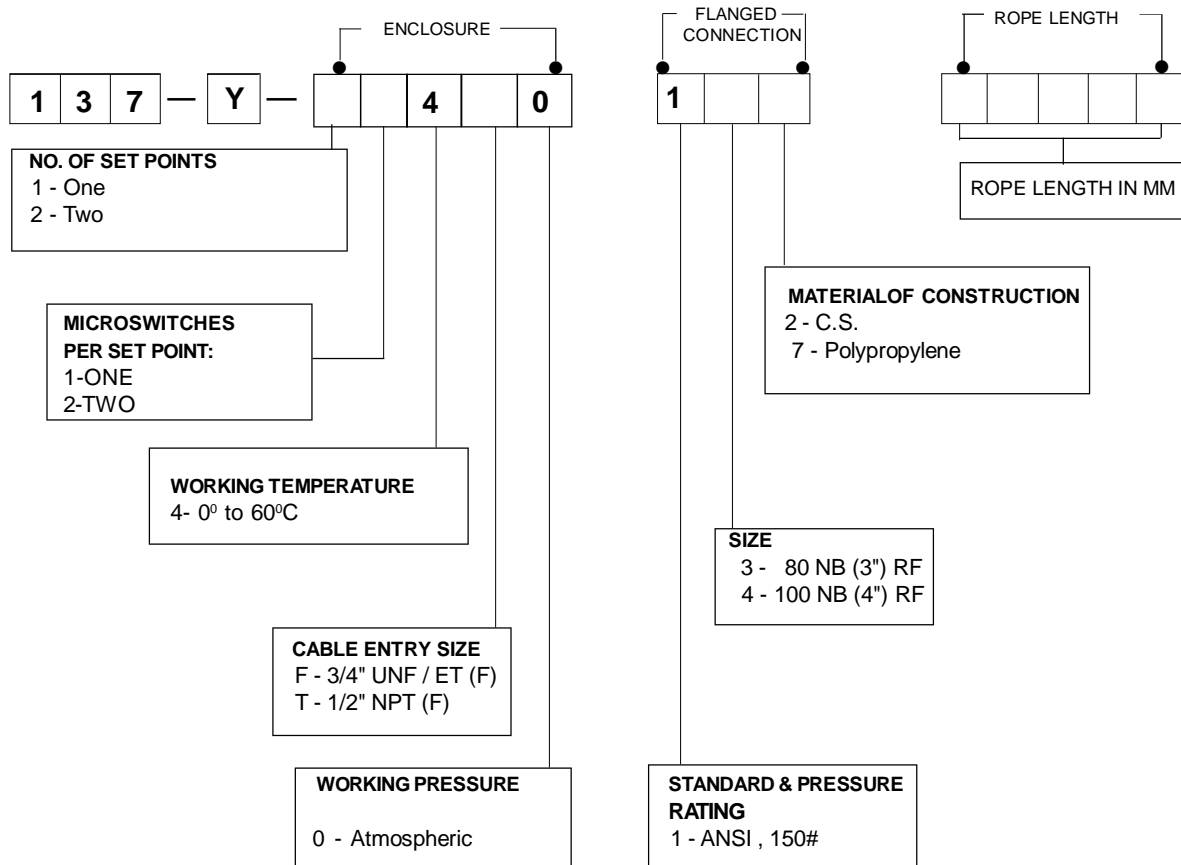 ENCLOSURE
FLANGED
CONNECTION
ROPE LENGTH
1 3 7 — Y — 4 0 1
NO. OF SET POINTS
1 - One
2 - Two
ROPE LENGTH IN MM
MATERIALOF CONSTRUCTION
2 - C.S.
7 - Polypropylene
MICROSWITCHES
PER SET POINT:
1-ONE
2-TWO
WORKING TEMPERATURE
4- 0⁰ to 60⁰C
SIZE
3 - 80 NB (3") RF
4 - 100 NB (4") RF
CABLE ENTRY SIZE
F - 3/4" UNF / ET (F)
T - 1/2" NPT (F)
WORKING PRESSURE
0 - Atmospheric
STANDARD & PRESSURE
RATING
1 - ANSI , 150#